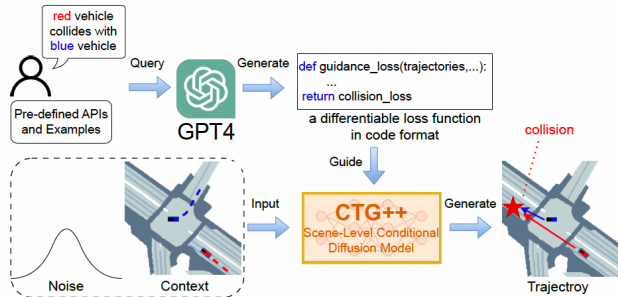 red vehicle
collides with
blue vehicle
Query
Generate
def guidance_loss(trajectories,...):
...
return collision_loss
Pre-defined APIs
and Examples
GPT4
a differentiable loss function
in code format
collision
Guide
Input
CTG++
Scene-Level Conditional
Diffusion Model
Generate
Noise
Context
Trajectroy